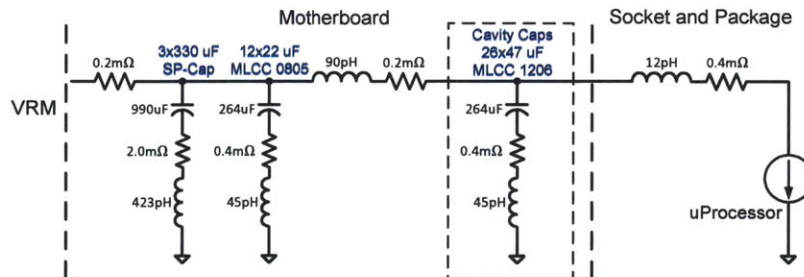 Motherboard
Socket and Package
3x330 uF
SP-Cap
12x22 uF
MLCC 0805
Cavity Caps
26x47 uF
MLCC 1206
0.2mΩ
90pH
0.2mΩ
12pH
0.4mΩ
VRM
990uF
264uF
264uF
2.0mΩ
0.4mΩ
0.4mΩ
423pH
45pH
45pH
uProcessor